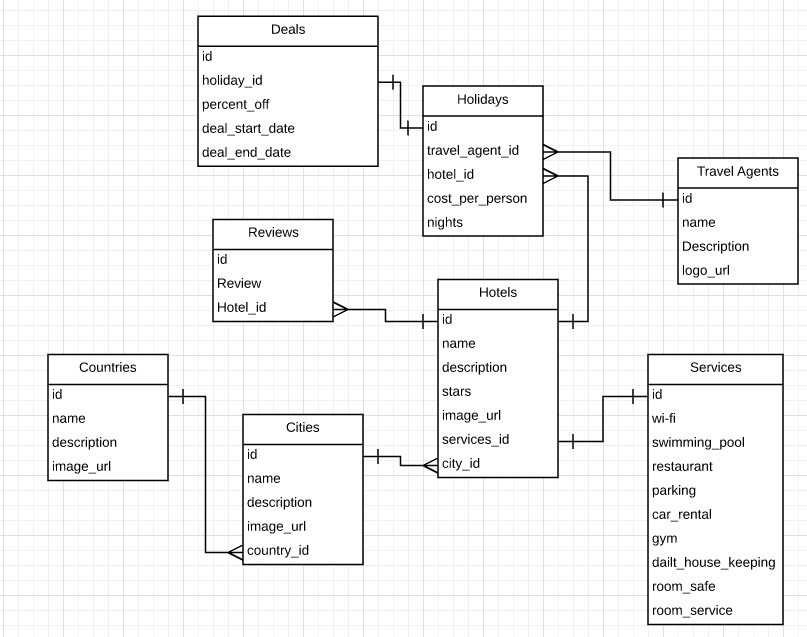 Deals
id
holiday_id
percent_off
deal_start_date
deal_end_date
Holidays
id
travel_agent_id
hotel_id
cost_per_person
nights
Travel Agents
id
name
Description
logo_url
Reviews
id
Review
Hotel_id
Hotels
id
name
description
stars
image_url
services_id
city_id
Countries
id
name
description
image_url
Cities
id
name
description
image_url
country_id
Services
id
wi-fi
swimming_pool
restaurant
parking
car_rental
gym
dailt_house_keeping
room_safe
room_service